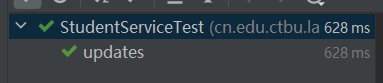 StudentServiceTest (cn.edu.ctbu.la 628 ms
updates 628 ms